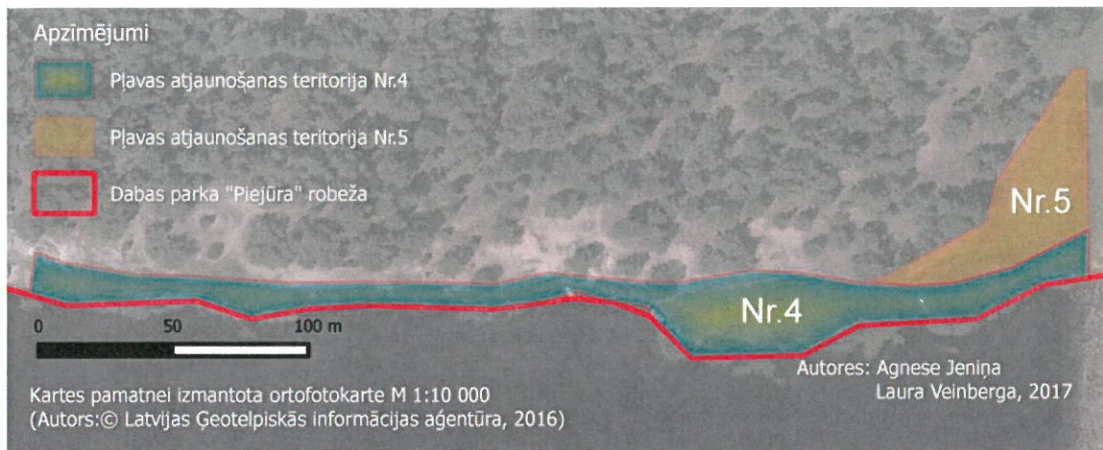 Apzīmējumi
Pļavas atjaunošanas teritorija Nr.4
Pļavas atjaunošanas teritorija Nr.5
Dabas parka "Piejūra" robeža
Nr.5
Nr.4
0 50 100 m
Autores: Agnese Jeniņa
Laura Veinberga, 2017
Kartes pamatnei izmantota ortofotokarte M 1:10 000
(Autors:© Latvijas Ģeotelpiskās informācijas aģentūra, 2016)